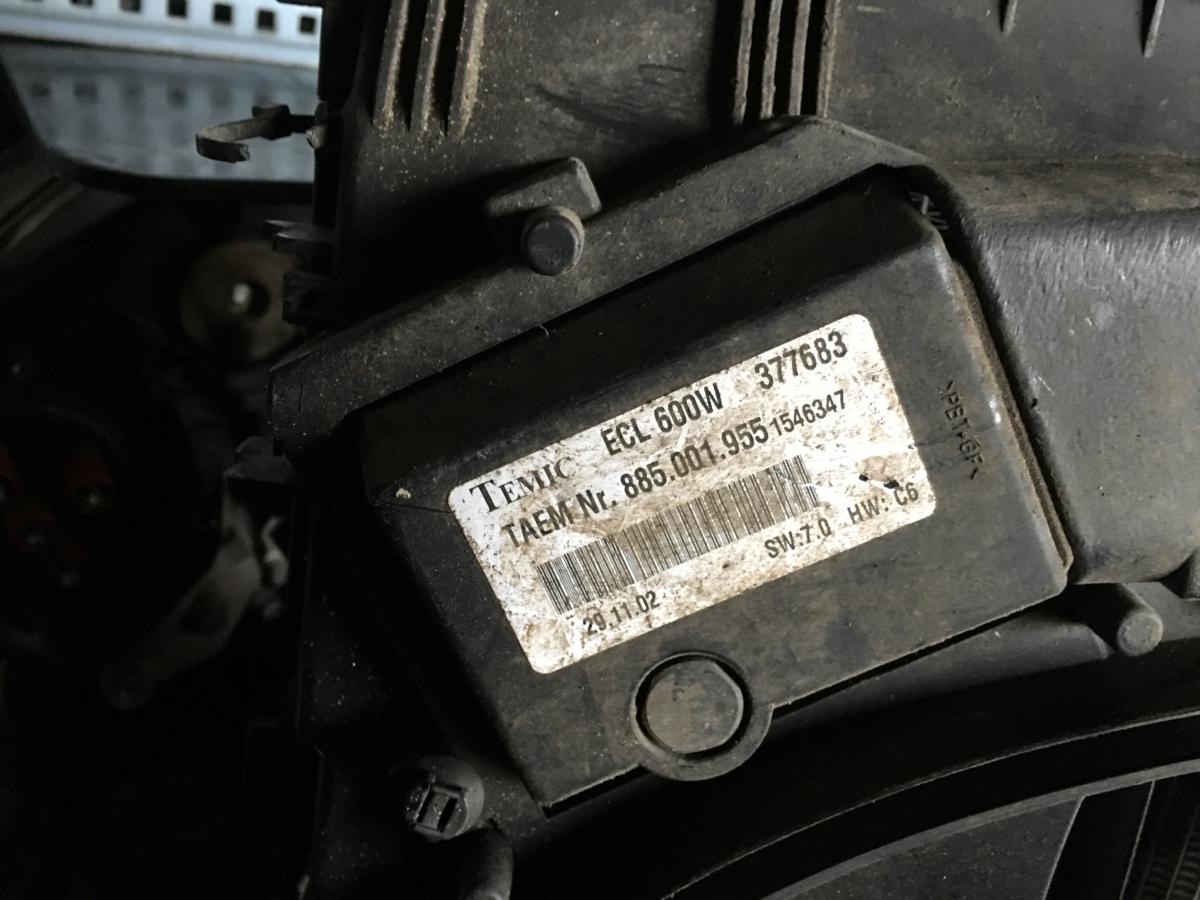 TEMIC ECL 600W 377683
TAEM Nr. 885.001.955 1546347
SW:7.0 HW: C6
29.11.02
>PBT-GF<